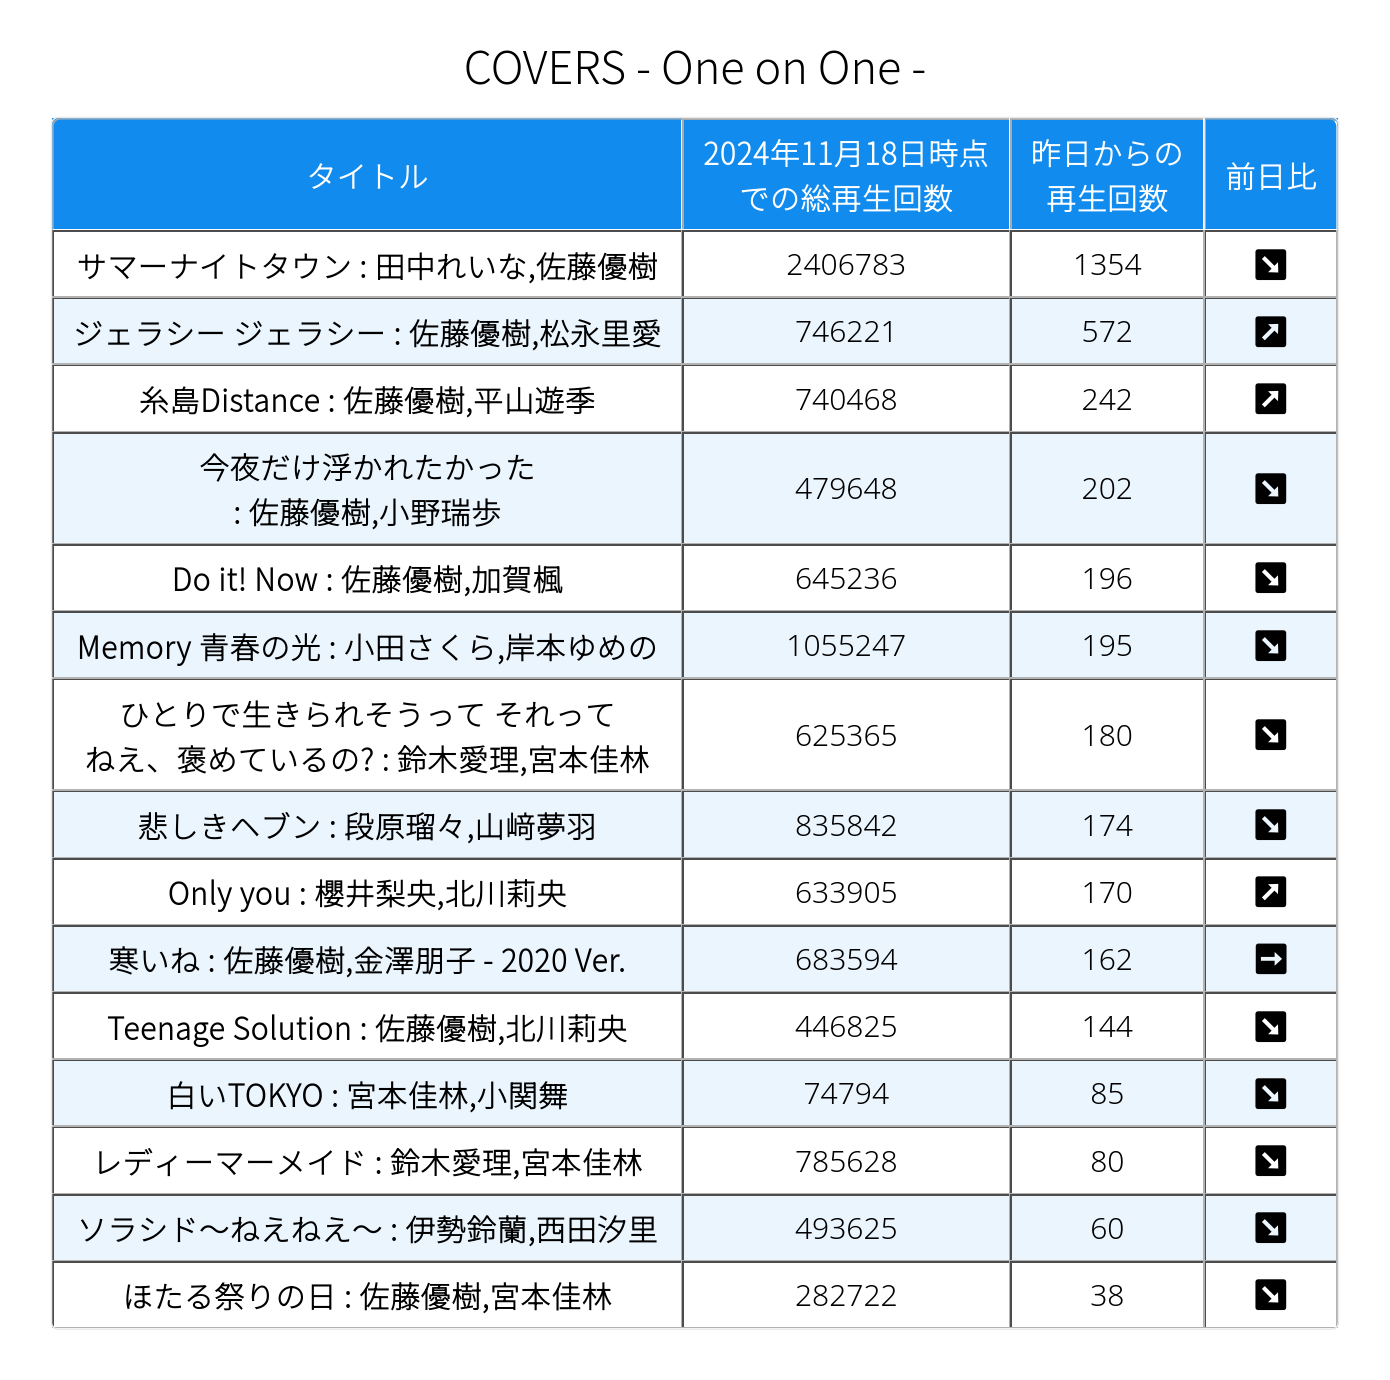 COVERS - One on One -
タイトル
2024年11月18日時点
での総再生回数
昨日からの
再生回数
前日比
サマーナイトタウン : 田中れいな,佐藤優樹
2406783
1354
ジェラシー ジェラシー : 佐藤優樹,松永里愛
746221
572
糸島Distance : 佐藤優樹,平山遊季
740468
242
今夜だけ浮かれたかった
: 佐藤優樹,小野瑞歩
479648
202
Do it! Now : 佐藤優樹,加賀楓
645236
196
Memory 青春の光 : 小田さくら,岸本ゆめの
1055247
195
ひとりで生きられそうって それって
ねえ、褒めているの? : 鈴木愛理,宮本佳林
625365
180
悲しきヘブン : 段原瑠々,山﨑夢羽
835842
174
Only you : 櫻井梨央,北川莉央
633905
170
寒いね : 佐藤優樹,金澤朋子 - 2020 Ver.
683594
162
Teenage Solution : 佐藤優樹,北川莉央
446825
144
白いTOKYO : 宮本佳林,小関舞
74794
85
レディーマーメイド : 鈴木愛理,宮本佳林
785628
80
ソラシド～ねえねえ～ : 伊勢鈴蘭,西田汐里
493625
60
ほたる祭りの日 : 佐藤優樹,宮本佳林
282722
38